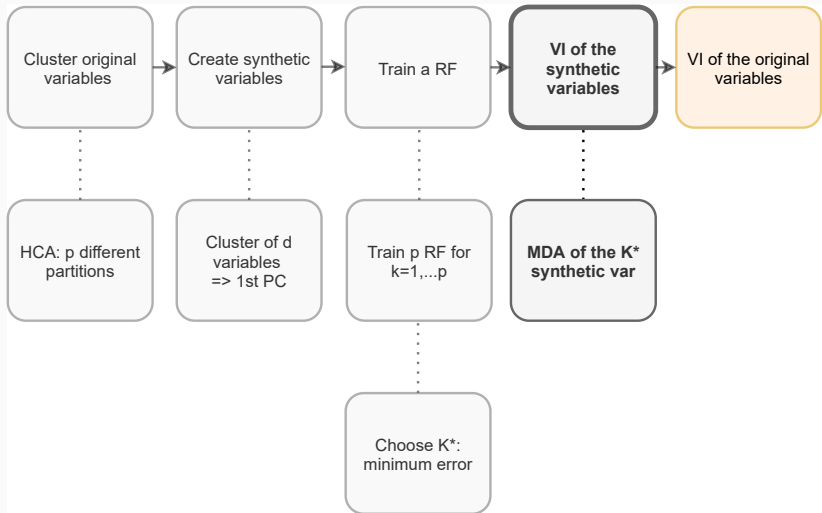 Cluster original
variables
Create synthetic
variables
Train a RF
VI of the
synthetic
variables
VI of the original
variables
HCA: p different
partitions
Cluster of d
variables
=> 1st PC
Train p RF for
k=1,...p
MDA of the K*
synthetic var
Choose K*:
minimum error